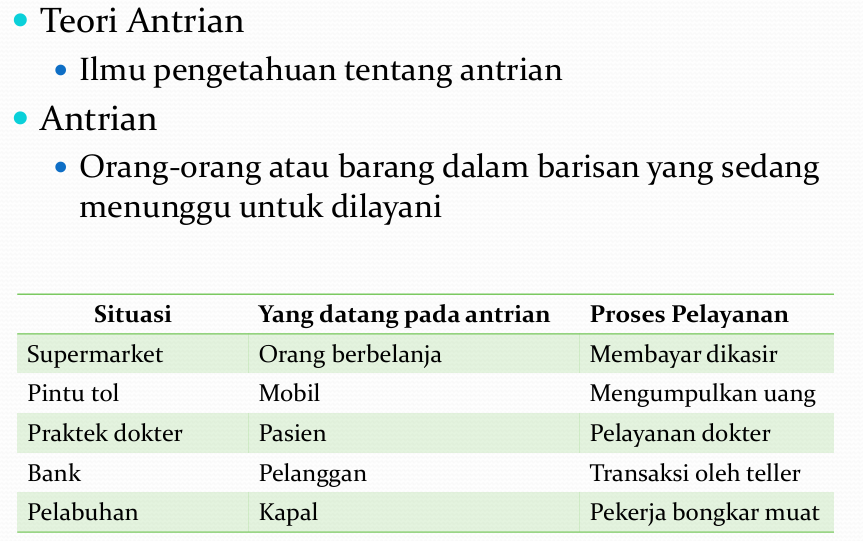 Teori Antrian
Ilmu pengetahuan tentang antrian
Antrian
Orang-orang atau barang dalam barisan yang sedang
menunggu untuk dilayani
Situasi Yang datang pada antrian Proses Pelayanan
Supermarket Orang berbelanja Membayar dikasir
Pintu tol Mobil Mengumpulkan uang
Praktek dokter Pasien Pelayanan dokter
Bank Pelanggan Transaksi oleh teller
Pelabuhan Kapal Pekerja bongkar muat